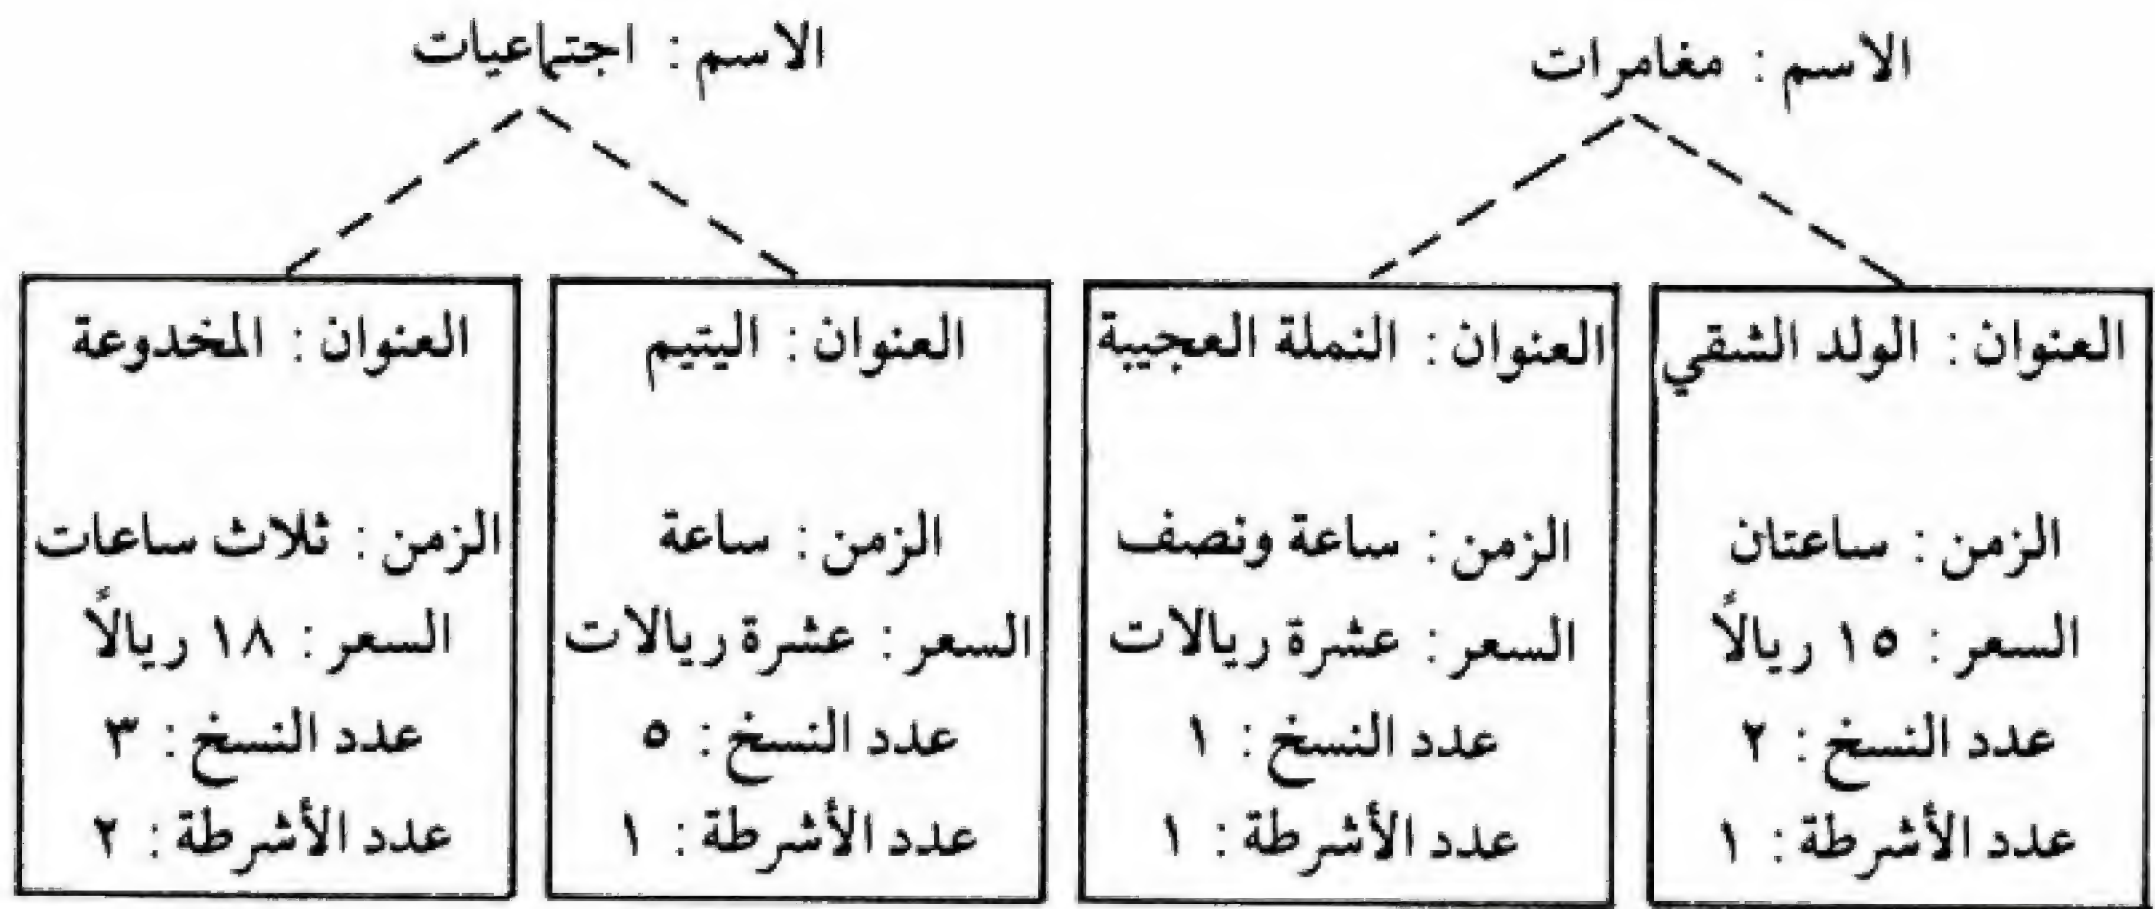 الاسم : مغامرات
الاسم : اجتماعيات
العنوان : الولد الشقي
الزمن : ساعتان
السعر : ١٥ ريالاً
عدد النسخ : ٢
عدد الأشرطة : ١
العنوان : النملة العجيبة
الزمن : ساعة ونصف
السعر : عشرة ريالات
عدد النسخ : ١
عدد الأشرطة : ١
العنوان : اليتيم
الزمن : ساعة
السعر : عشرة ريالات
عدد النسخ : ٥
عدد الأشرطة : ١
العنوان : المخدوعة
الزمن : ثلاث ساعات
السعر : ١٨ ريالاً
عدد النسخ : ٣
عدد الأشرطة : ٢